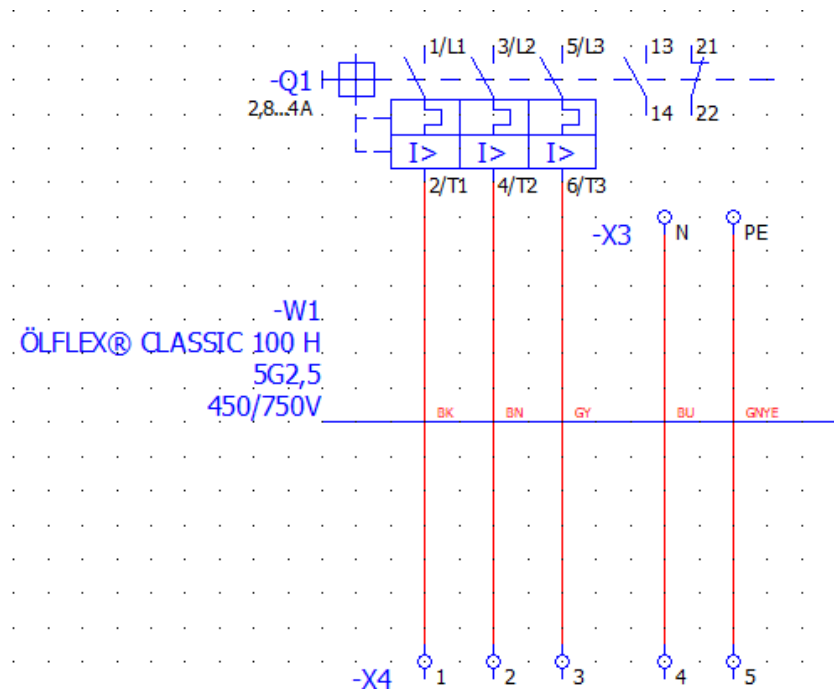 1/L1 3/L2 5/L3 13 21
-Q1
2,8...4A
14 22
I> I> I>
2/T1 4/T2 6/T3
-X3 N PE
-W1
ÖLFLEX® CLASSIC 100 H
5G2,5
450/750V
BK BN GY BU GNYE
-X4 1 2 3 4 5